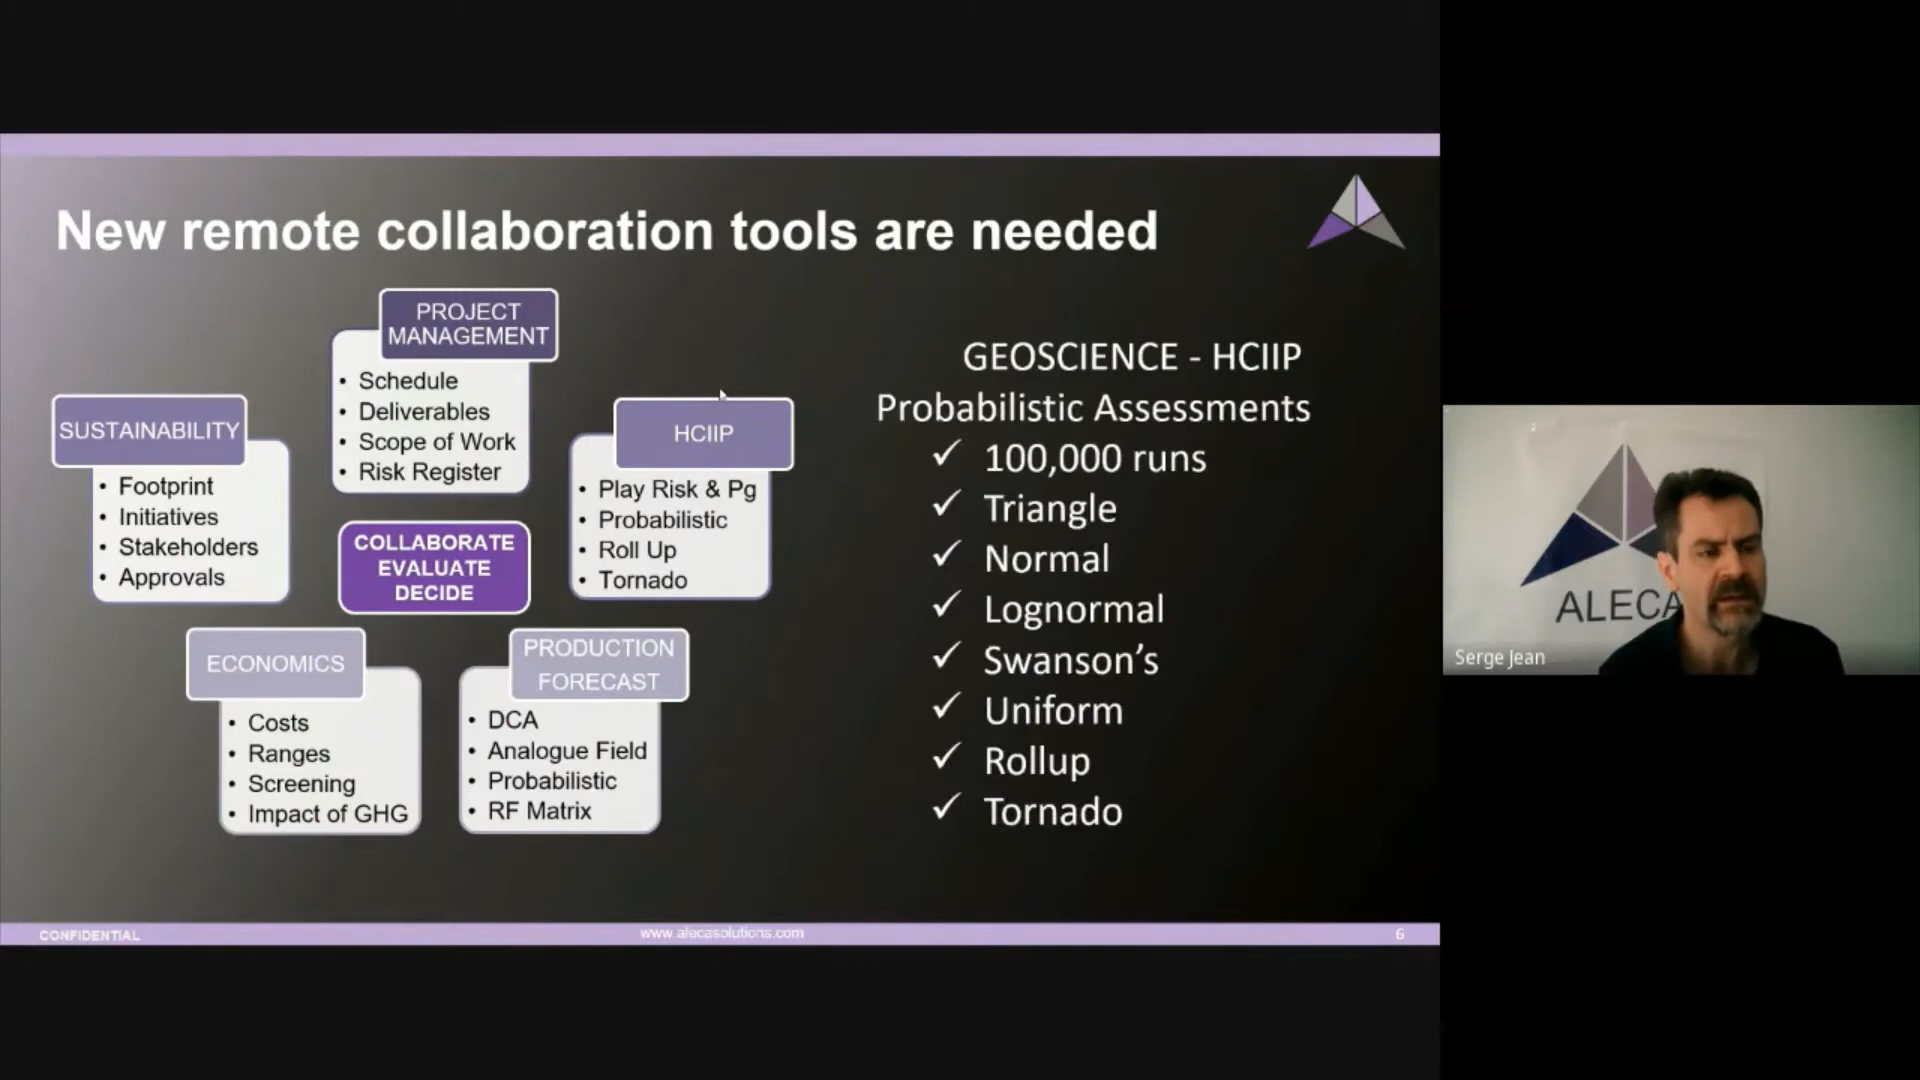 New remote collaboration tools are needed
PROJECT
MANAGEMENT
• Schedule
• Deliverables
• Scope of Work
• Risk Register
SUSTAINABILITY
• Footprint
• Initiatives
• Stakeholders
• Approvals
HCIIP
• Play Risk & Pg
• Probabilistic
• Roll Up
• Tornado
COLLABORATE
EVALUATE
DECIDE
ECONOMICS
• Costs
• Ranges
• Screening
• Impact of GHG
PRODUCTION
FORECAST
• DCA
• Analogue Field
• Probabilistic
• RF Matrix
GEOSCIENCE - HCIIP
Probabilistic Assessments
✓ 100,000 runs
✓ Triangle
✓ Normal
✓ Lognormal
✓ Swanson’s
✓ Uniform
✓ Rollup
✓ Tornado
CONFIDENTIAL
www.alecasolutions.com
6
ALECA
Serge Jean